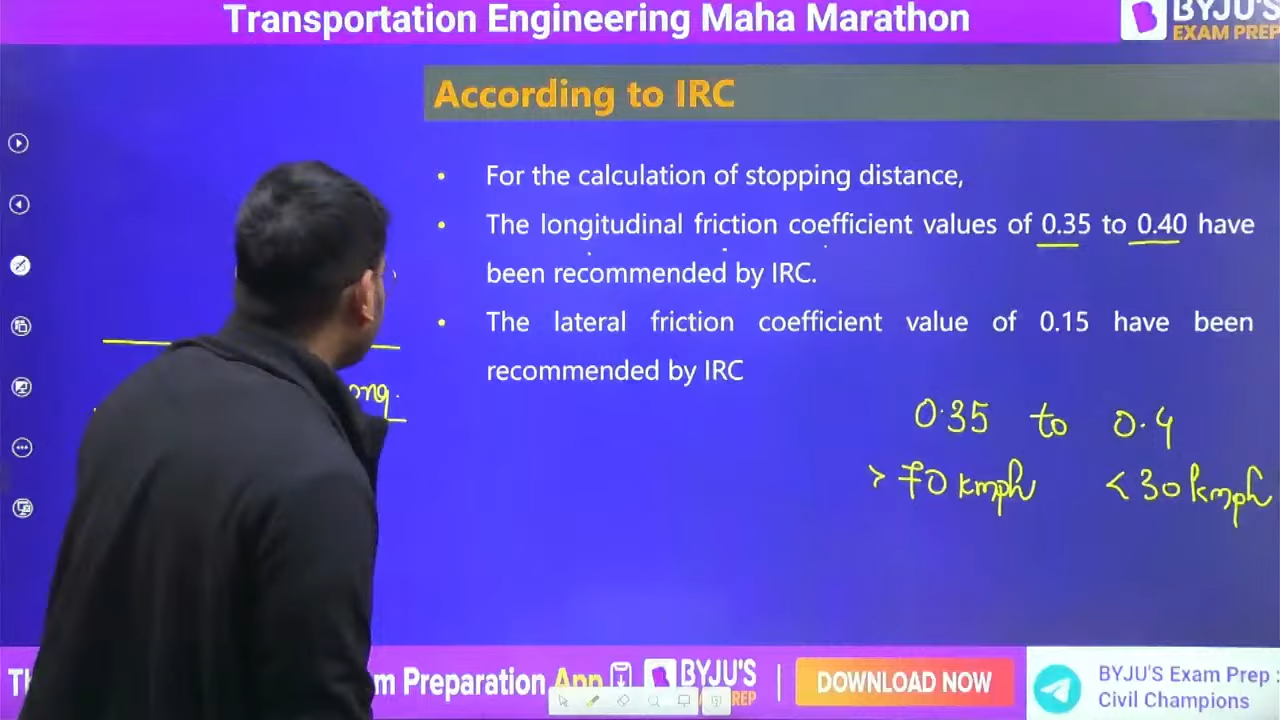 Transportation Engineering Maha Marathon
BYJU'S
EXAM PREP
According to IRC
• For the calculation of stopping distance,
• The longitudinal friction coefficient values of 0.35 to 0.40 have
been recommended by IRC.
• The lateral friction coefficient value of 0.15 have been
recommended by IRC
0.35 to 0.4
> 70 kmph < 30 kmph
Preparation App
BYJU'S
DOWNLOAD NOW
BYJU'S Exam Prep :
Civil Champions